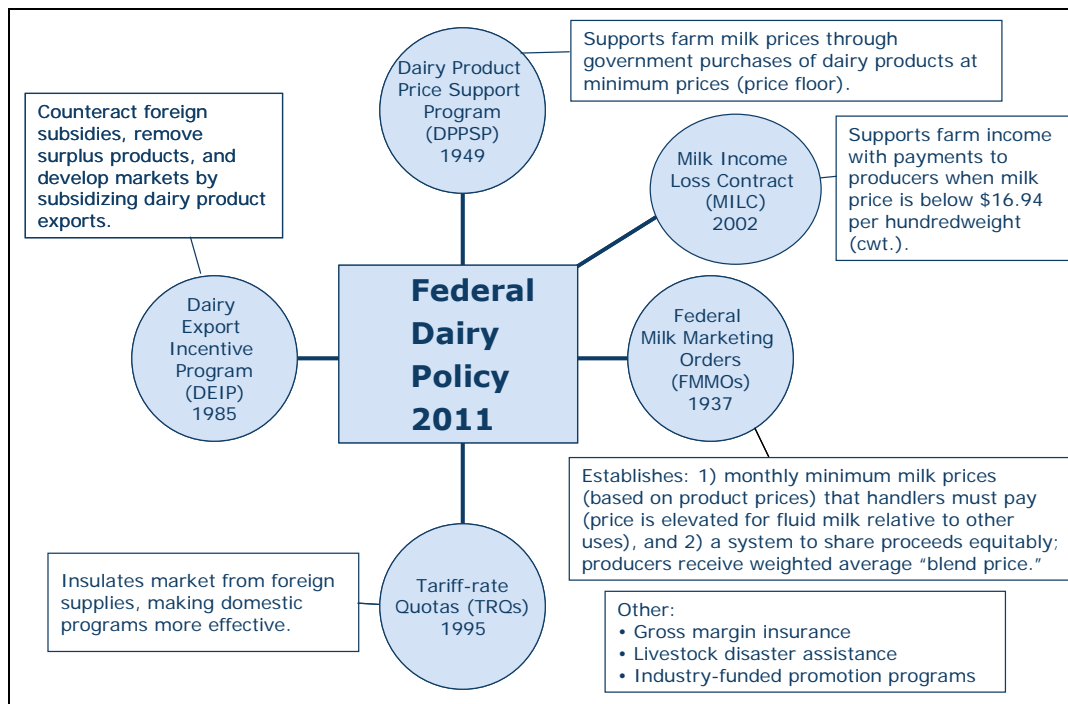 Dairy Product
Price Support
Program
(DPPSP)
1949
Supports farm milk prices through
government purchases of dairy products at
minimum prices (price floor).
Counteract foreign
subsidies, remove
surplus products, and
develop markets by
subsidizing dairy product
exports.
Milk Income
Loss Contract
(MILC)
2002
Supports farm income
with payments to
producers when milk
price is below $16.94
per hundredweight
(cwt.).
Federal
Dairy
Policy
2011
Dairy
Export
Incentive
Program
(DEIP)
1985
Federal
Milk Marketing
Orders
(FMMOs)
1937
Establishes: 1) monthly minimum milk prices
(based on product prices) that handlers must pay
(price is elevated for fluid milk relative to other
uses), and 2) a system to share proceeds equitably;
producers receive weighted average “blend price.”
Insulates market from foreign
supplies, making domestic
programs more effective.
Tariff-rate
Quotas (TRQs)
1995
Other:
• Gross margin insurance
• Livestock disaster assistance
• Industry-funded promotion programs